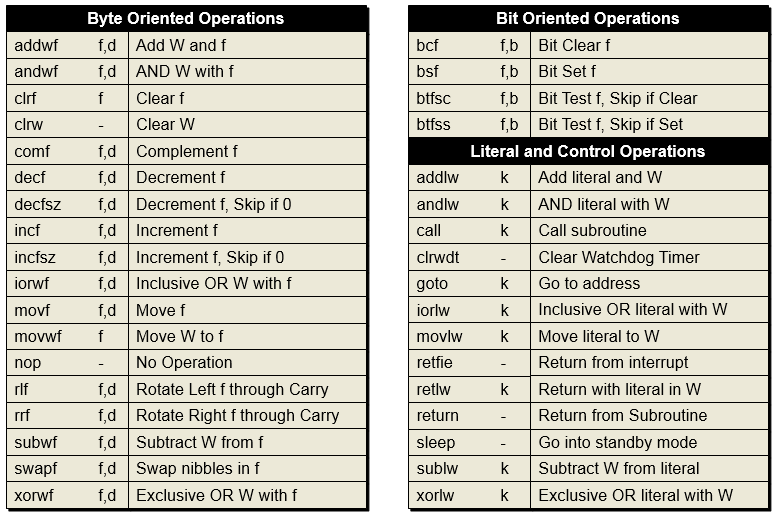 Byte Oriented Operations
addwf f,d Add W and f
andwf f,d AND W with f
clrf f Clear f
clrw - Clear W
comf f,d Complement f
decf f,d Decrement f
decfsz f,d Decrement f, Skip if 0
incf f,d Increment f
incfsz f,d Increment f, Skip if 0
iorwf f,d Inclusive OR W with f
movf f,d Move f
movwf f Move W to f
nop - No Operation
rlf f,d Rotate Left f through Carry
rrf f,d Rotate Right f through Carry
subwf f,d Subtract W from f
swapf f,d Swap nibbles in f
xorwf f,d Exclusive OR W with f
Bit Oriented Operations
bcf f,b Bit Clear f
bsf f,b Bit Set f
btfsc f,b Bit Test f, Skip if Clear
btfss f,b Bit Test f, Skip if Set
Literal and Control Operations
addlw k Add literal and W
andlw k AND literal with W
call k Call subroutine
clrwdt - Clear Watchdog Timer
goto k Go to address
iorlw k Inclusive OR literal with W
movlw k Move literal to W
retfie - Return from interrupt
retlw k Return with literal in W
return - Return from Subroutine
sleep - Go into standby mode
sublw k Subtract W from literal
xorlw k Exclusive OR literal with W